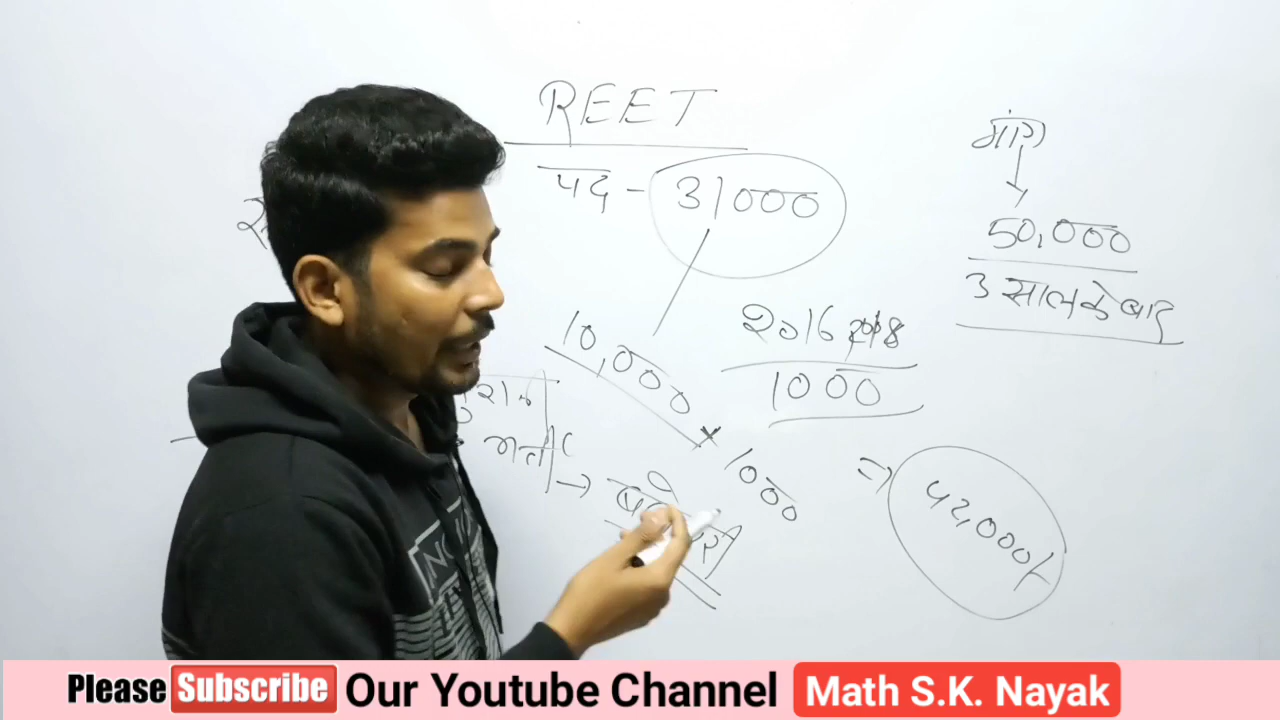 REET
पद - 31000
मांग
50,000
3 साल के बाद
2016 2018
1000
10,000 × 1000
भर्ती
⇒ 42,000/
Please Subscribe Our Youtube Channel Math S.K. Nayak